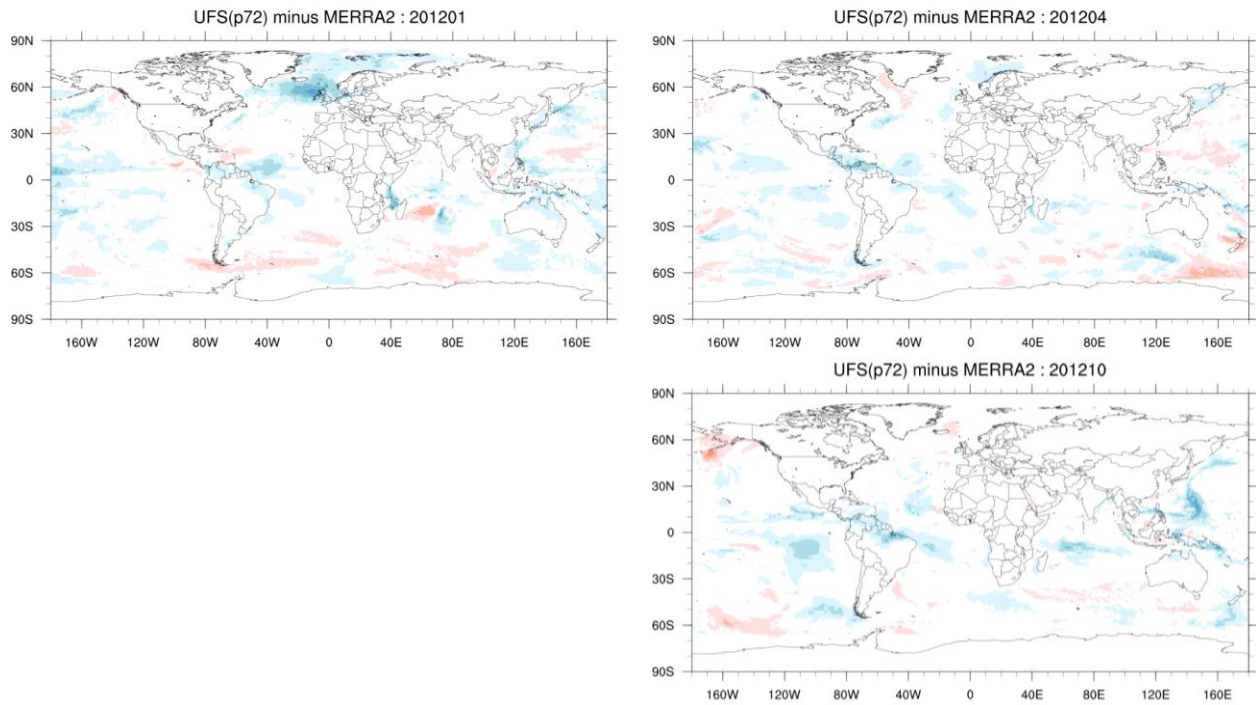 UFS(p72) minus MERRA2 : 201201
90N
60N
30N
0
30S
60S
90S
160W 120W 80W 40W 0 40E 80E 120E 160E
UFS(p72) minus MERRA2 : 201204
90N
60N
30N
0
30S
60S
90S
160W 120W 80W 40W 0 40E 80E 120E 160E
UFS(p72) minus MERRA2 : 201210
90N
60N
30N
0
30S
60S
90S
160W 120W 80W 40W 0 40E 80E 120E 160E